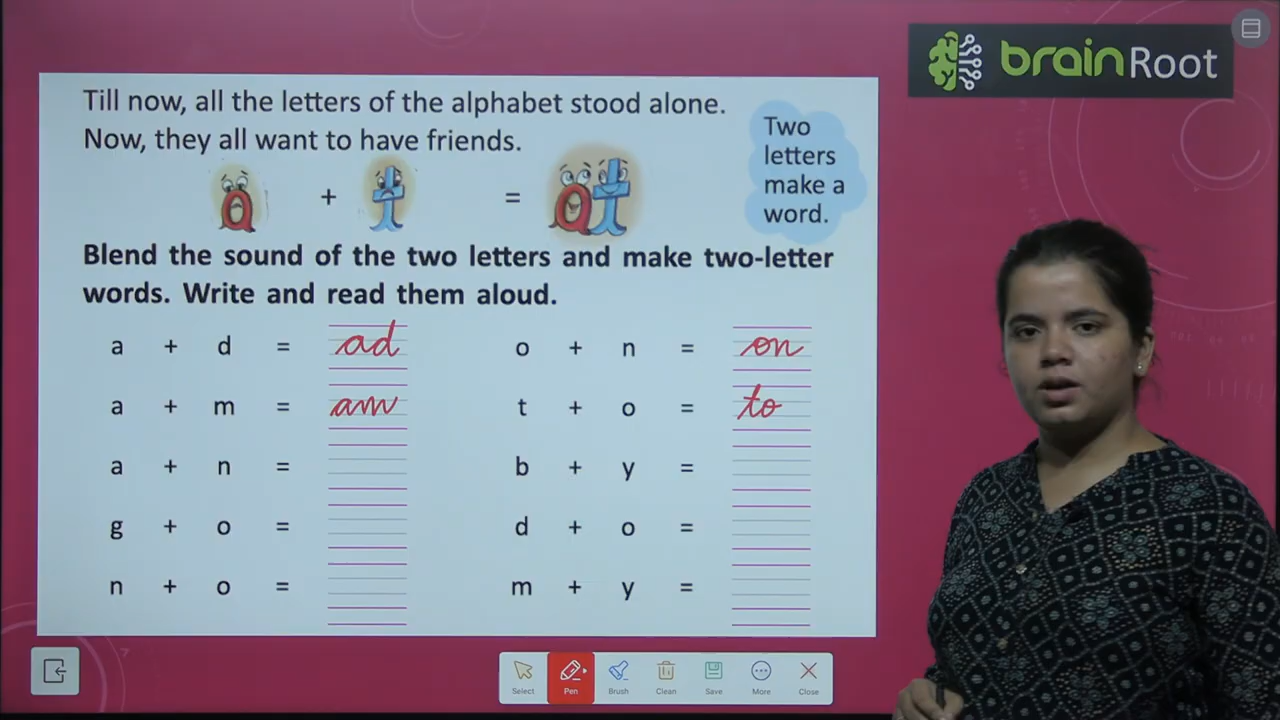 brainRoot
Till now, all the letters of the alphabet stood alone.
Now, they all want to have friends.
a + t = at
Two
letters
make a
word.
Blend the sound of the two letters and make two-letter
words. Write and read them aloud.
a + d = ad
a + m = am
a + n =
g + o =
n + o =
o + n = on
t + o = to
b + y =
d + o =
m + y =
Select Pen Brush Clean Save More Close